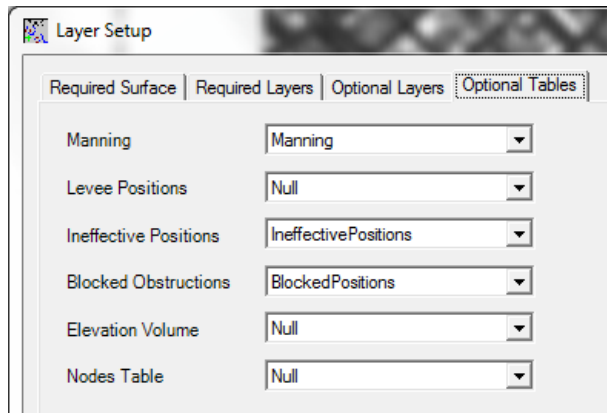 Layer Setup
Required Surface Required Layers Optional Layers Optional Tables
Manning Manning
Levee Positions Null
Ineffective Positions IneffectivePositions
Blocked Obstructions BlockedPositions
Elevation Volume Null
Nodes Table Null